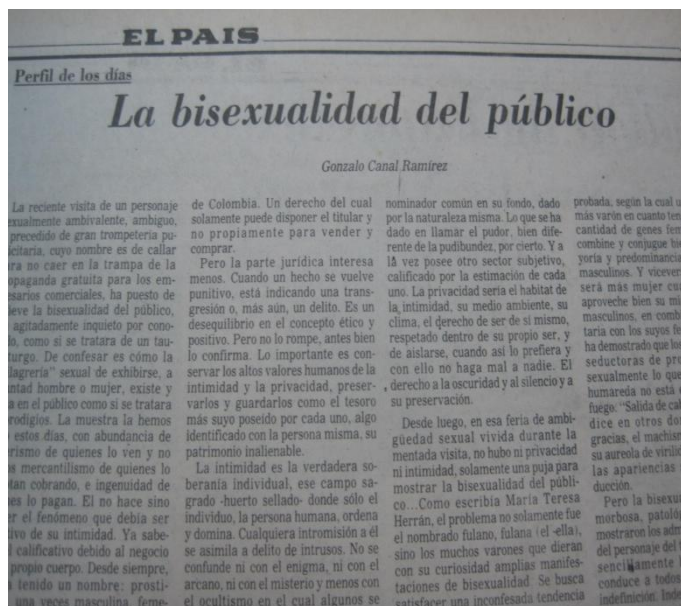 EL PAIS
Perfil de los días
La bisexualidad del público
Gonzalo Canal Ramírez
La reciente visita de un personaje
exualmente ambivalente, ambiguo,
precedido de gran trompetería pu-
citaria, cuyo nombre es de callar
ra no caer en la trampa de la
opaganda gratuita para los em-
esarios comerciales, ha puesto de
ieve la bisexualidad del público,
agitadamente inquieto por cono-
o, como si se tratara de un tau-
turgo. De confesar es cómo la
lagrería" sexual de exhibirse, a
ntad hombre o mujer, existe y
a en el público como si se tratara
rodigios. La muestra la hemos
estos días, con abundancia de
rismo de quienes lo ven y no
s mercantilismo de quienes lo
tan cobrando, e ingenuidad de
es lo pagan. El no hace sino
er el fenómeno que debía ser
ivo de su intimidad. Ya sabe-
l calificativo debido al negocio
propio cuerpo. Desde siempre,
tenido un nombre: prosti-
una veces masculina, feme-
de Colombia. Un derecho del cual
solamente puede disponer el titular y
no propiamente para vender y
comprar.
Pero la parte jurídica interesa
menos. Cuando un hecho se vuelve
punitivo, está indicando una trans-
gresión o, más aún, un delito. Es un
desequilibrio en el concepto ético y
positivo. Pero no lo rompe, antes bien
lo confirma. Lo importante es con-
servar los altos valores humanos de la
intimidad y la privacidad, preser-
varlos y guardarlos como el tesoro
más suyo poseído por cada uno, algo
identificado con la persona misma, su
patrimonio inalienable.
La intimidad es la verdadera so-
beranía individual, ese campo sa-
grado -huerto sellado- donde sólo el
individuo, la persona humana, ordena
y domina. Cualquiera intromisión a él
se asimila a delito de intrusos. No se
confunde ni con el enigma, ni con el
arcano, ni con el misterio y menos con
el ocultismo en el cual algunos se
nominador común en su fondo, dado
por la naturaleza misma. Lo que se ha
dado en llamar el pudor, bien dife-
rente de la pudibundez, por cierto. Y a
la vez posee otro sector subjetivo,
calificado por la estimación de cada
uno. La privacidad sería el habitat de
la intimidad, su medio ambiente, su
clima, el derecho de ser de si mismo,
respetado dentro de su propio ser, y
de aislarse, cuando así lo prefiera y
con ello no haga mal a nadie. El
derecho a la oscuridad y al silencio y a
su preservación.
Desde luego, en esa feria de ambi-
güedad sexual vivida durante la
mentada visita, no hubo ni privacidad
ni intimidad, solamente una puja para
mostrar la bisexualidad del públi-
co...Como escribía María Teresa
Herrán, el problema no solamente fue
el nombrado fulano, fulana (el -ella),
sino los muchos varones que dieran
con su curiosidad amplias manifes-
taciones de bisexualidad. Se busca
satisfacer una inconfesada tendencia
probada, según la cual u
más varón en cuanto ten
cantidad de genes feme
combine y conjugue bie
yoría y predominancia
masculinos. Y vicever
será más mujer cu
aproveche bien su mi
masculinos, en comb
taria con los suyos fe
ha demostrado que los
seductoras de pro
sexualmente lo que
humareda no está
fuego: "Salida de cal
dice en otros do
gracias, el machism
su aureola de virilid
las apariencias
ducción.
Pero la bisexu
morbosa, patoló
mostraron los adm
del personaje del t
sencillamente
conduce a todos
indefinición. Inde